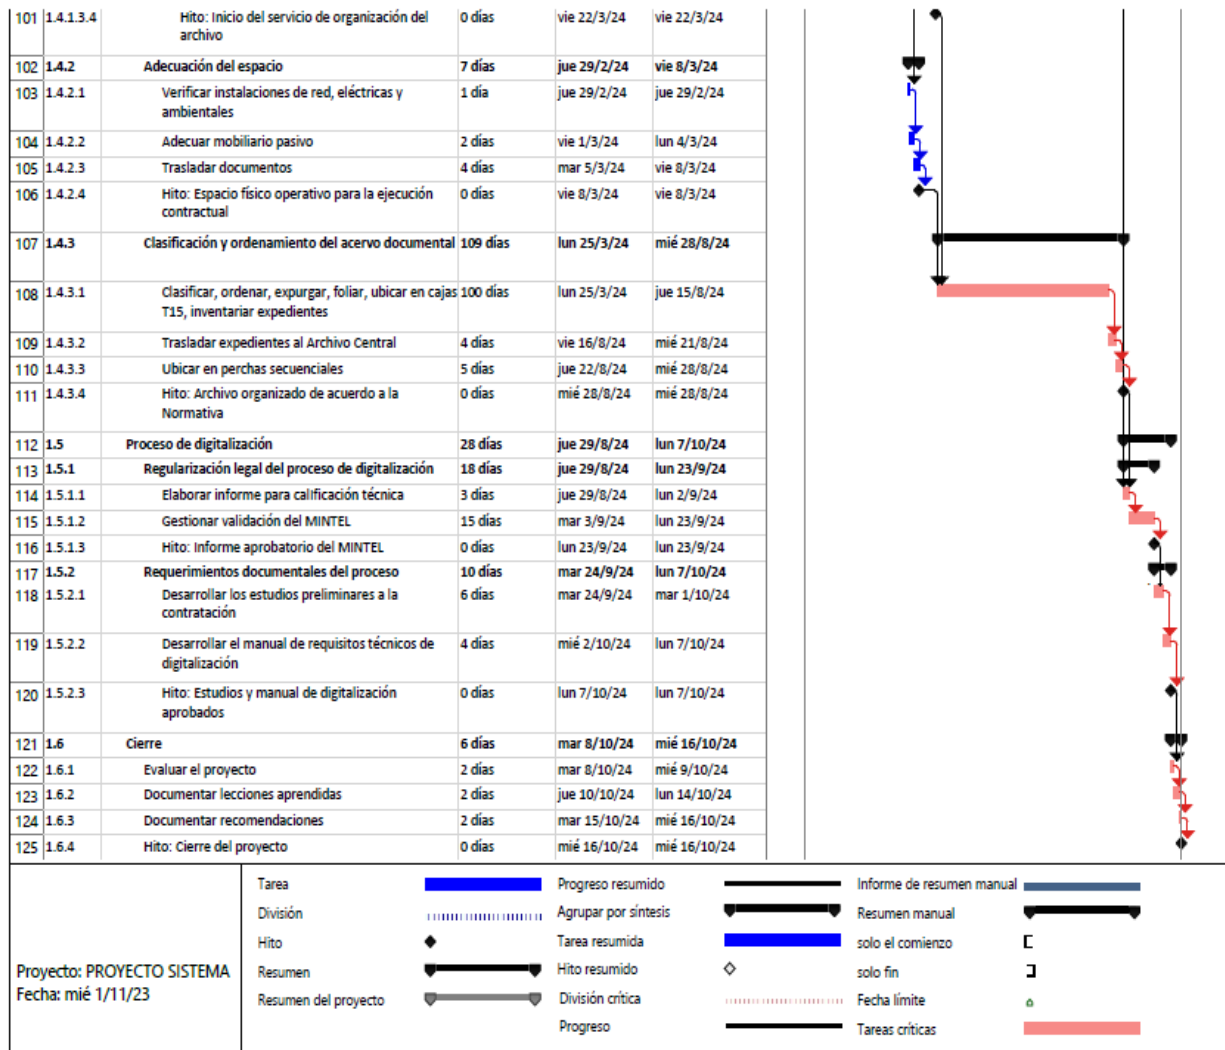 101 1.4.1.3.4 Hito: Inicio del servicio de organización del 0 días vie 22/3/24 vie 22/3/24
archivo
102 1.4.2 Adecuación del espacio 7 días jue 29/2/24 vie 8/3/24
103 1.4.2.1 Verificar instalaciones de red, eléctricas y 1 día jue 29/2/24 jue 29/2/24
ambientales
104 1.4.2.2 Adecuar mobiliario pasivo 2 días vie 1/3/24 lun 4/3/24
105 1.4.2.3 Trasladar documentos 4 días mar 5/3/24 vie 8/3/24
106 1.4.2.4 Hito: Espacio físico operativo para la ejecución 0 días vie 8/3/24 vie 8/3/24
contractual
107 1.4.3 Clasificación y ordenamiento del acervo documental 109 días lun 25/3/24 mié 28/8/24
108 1.4.3.1 Clasificar, ordenar, expurgar, foliar, ubicar en cajas 100 días lun 25/3/24 jue 15/8/24
T15, inventariar expedientes
109 1.4.3.2 Trasladar expedientes al Archivo Central 4 días vie 16/8/24 mié 21/8/24
110 1.4.3.3 Ubicar en perchas secuenciales 5 días jue 22/8/24 mié 28/8/24
111 1.4.3.4 Hito: Archivo organizado de acuerdo a la 0 días mié 28/8/24 mié 28/8/24
Normativa
112 1.5 Proceso de digitalización 28 días jue 29/8/24 lun 7/10/24
113 1.5.1 Regularización legal del proceso de digitalización 18 días jue 29/8/24 lun 23/9/24
114 1.5.1.1 Elaborar informe para calificación técnica 3 días jue 29/8/24 lun 2/9/24
115 1.5.1.2 Gestionar validación del MINTEL 15 días mar 3/9/24 lun 23/9/24
116 1.5.1.3 Hito: Informe aprobatorio del MINTEL 0 días lun 23/9/24 lun 23/9/24
117 1.5.2 Requerimientos documentales del proceso 10 días mar 24/9/24 lun 7/10/24
118 1.5.2.1 Desarrollar los estudios preliminares a la 6 días mar 24/9/24 mar 1/10/24
contratación
119 1.5.2.2 Desarrollar el manual de requisitos técnicos de 4 días mié 2/10/24 lun 7/10/24
digitalización
120 1.5.2.3 Hito: Estudios y manual de digitalización 0 días lun 7/10/24 lun 7/10/24
aprobados
121 1.6 Cierre 6 días mar 8/10/24 mié 16/10/24
122 1.6.1 Evaluar el proyecto 2 días mar 8/10/24 mié 9/10/24
123 1.6.2 Documentar lecciones aprendidas 2 días jue 10/10/24 lun 14/10/24
124 1.6.3 Documentar recomendaciones 2 días mar 15/10/24 mié 16/10/24
125 1.6.4 Hito: Cierre del proyecto 0 días mié 16/10/24 mié 16/10/24
Proyecto: PROYECTO SISTEMA
Fecha: mié 1/11/23
Tarea
División
Hito
Resumen
Resumen del proyecto
Progreso resumido
Agrupar por síntesis
Tarea resumida
Hito resumido
División crítica
Progreso
Informe de resumen manual
Resumen manual
solo el comienzo
solo fin
Fecha límite
Tareas críticas